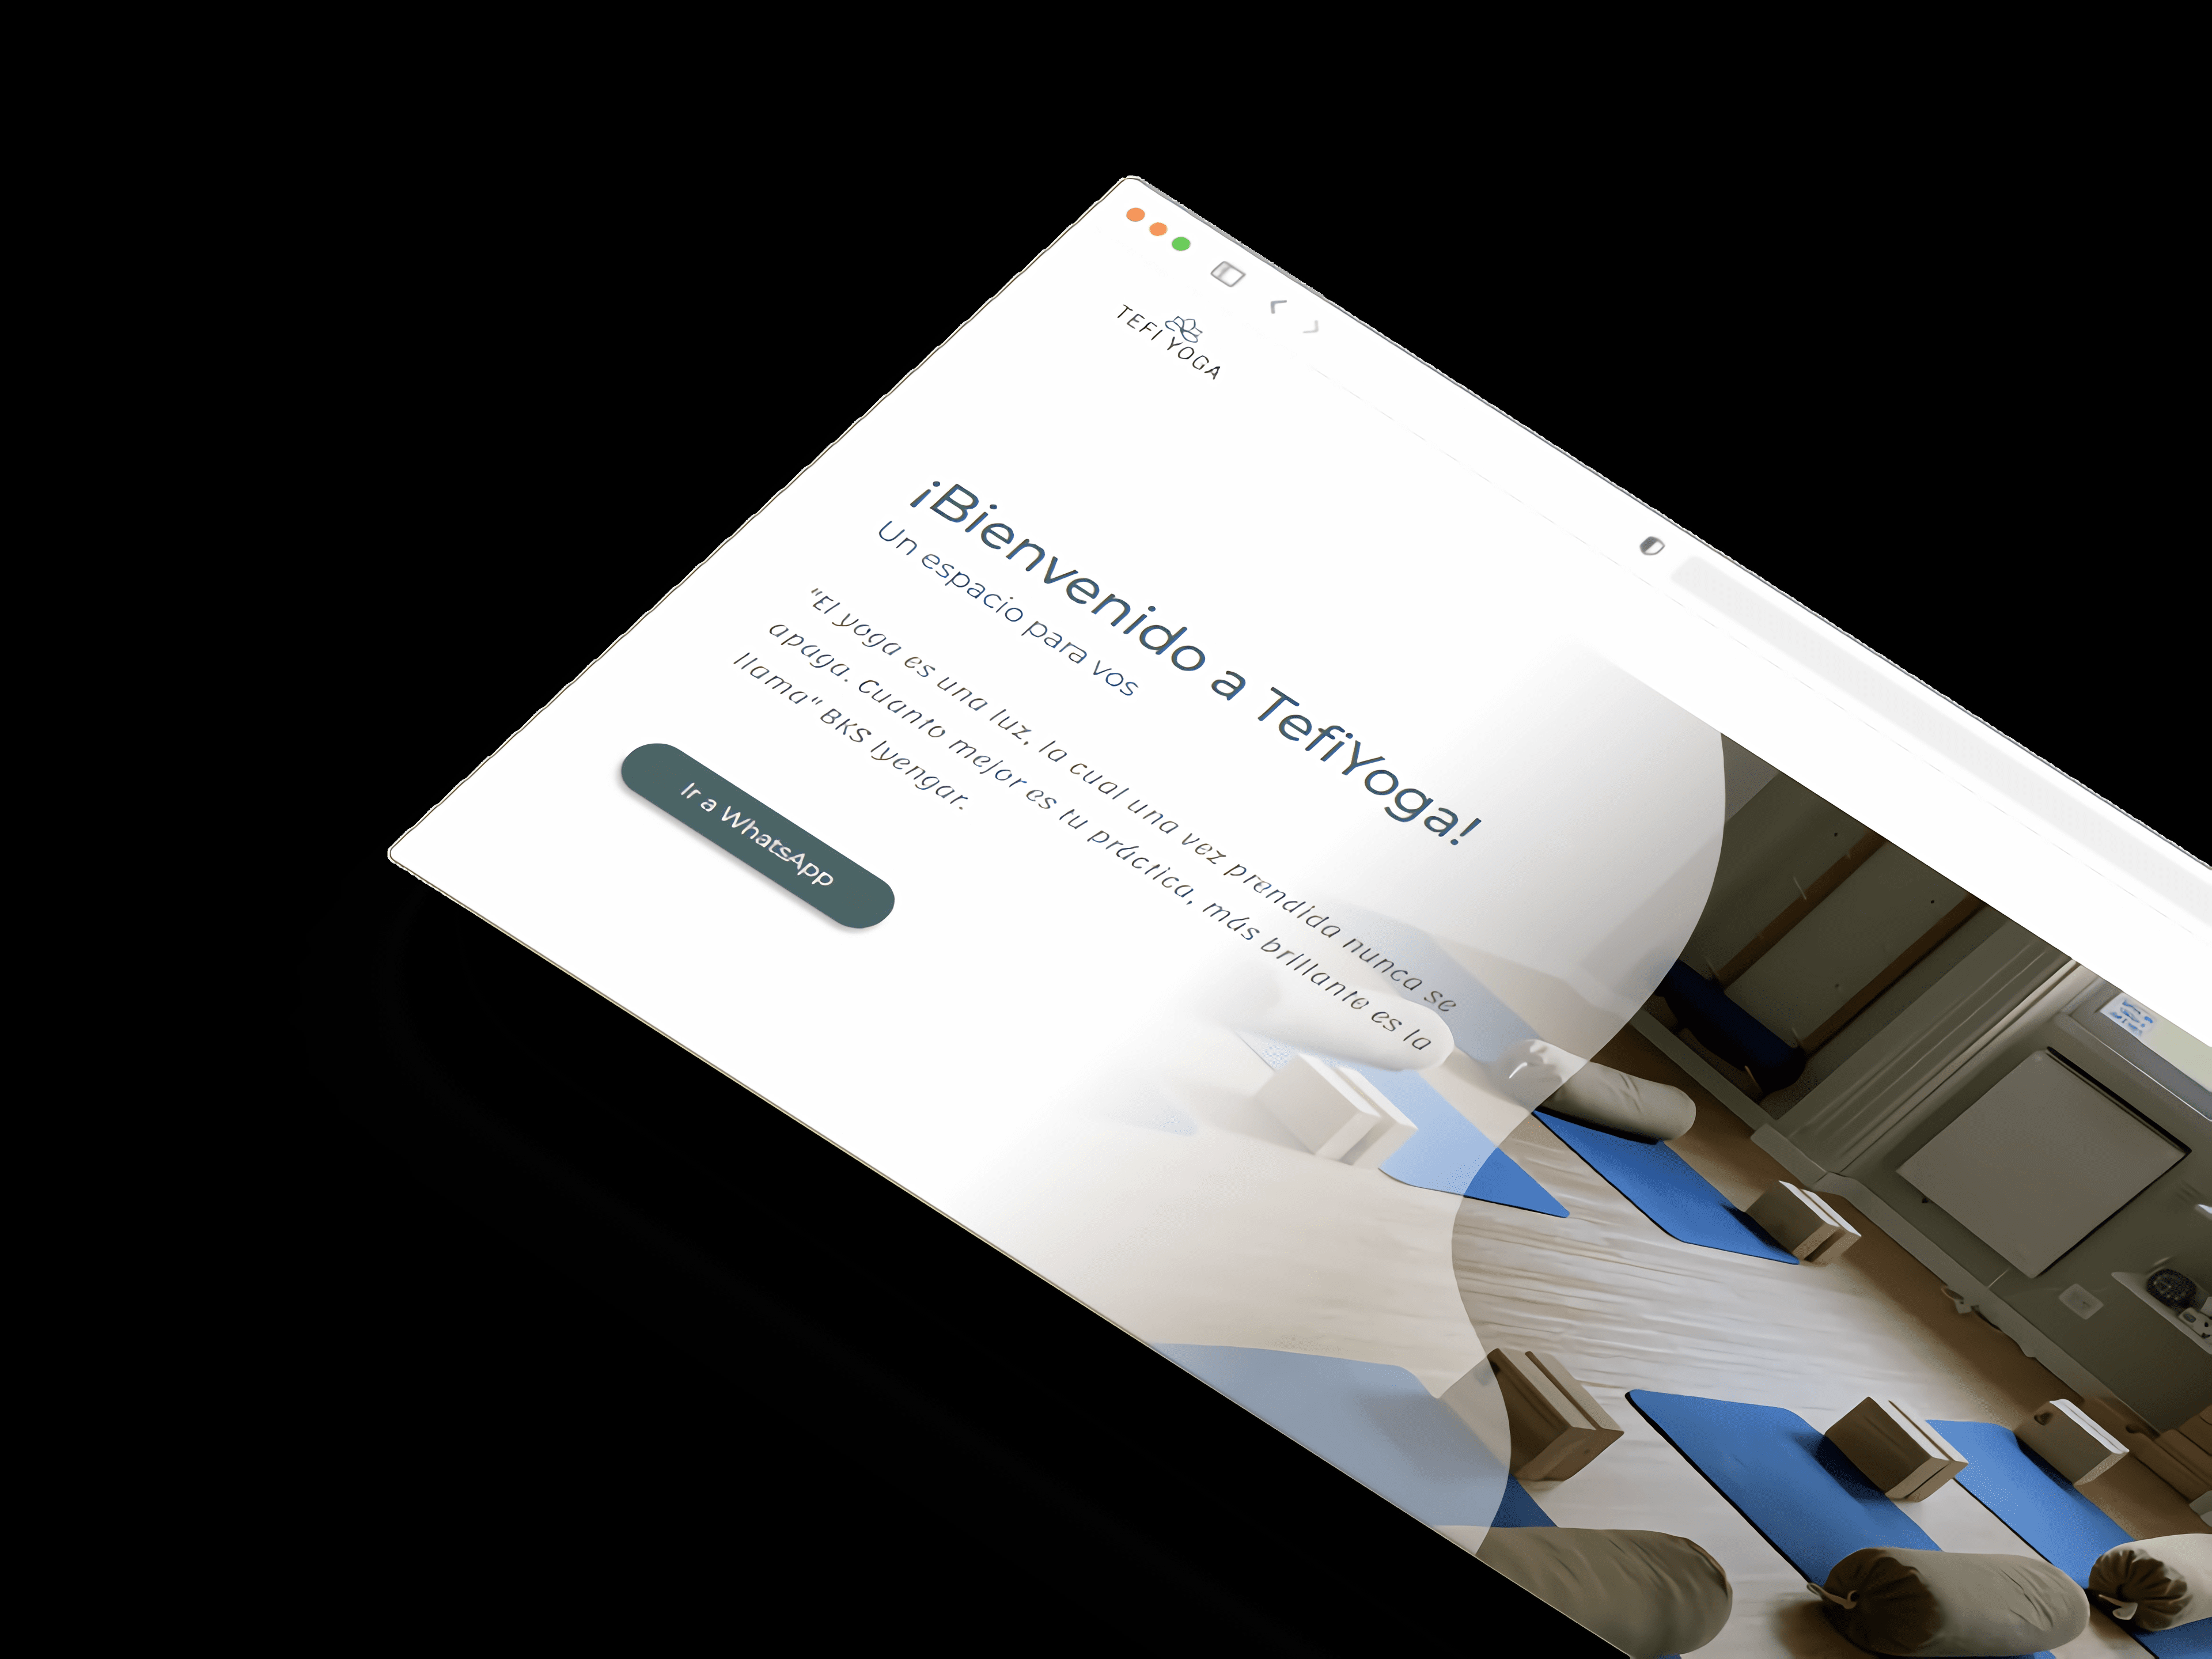 TEFI YOGA
¡Bienvenido a TefiYoga!
Un espacio para vos
"El yoga es una luz, la cual una vez prendida nunca se
apaga. Cuanto mejor es tu práctica, más brillante es la
llama" BKS Iyengar.
Ir a WhatsApp